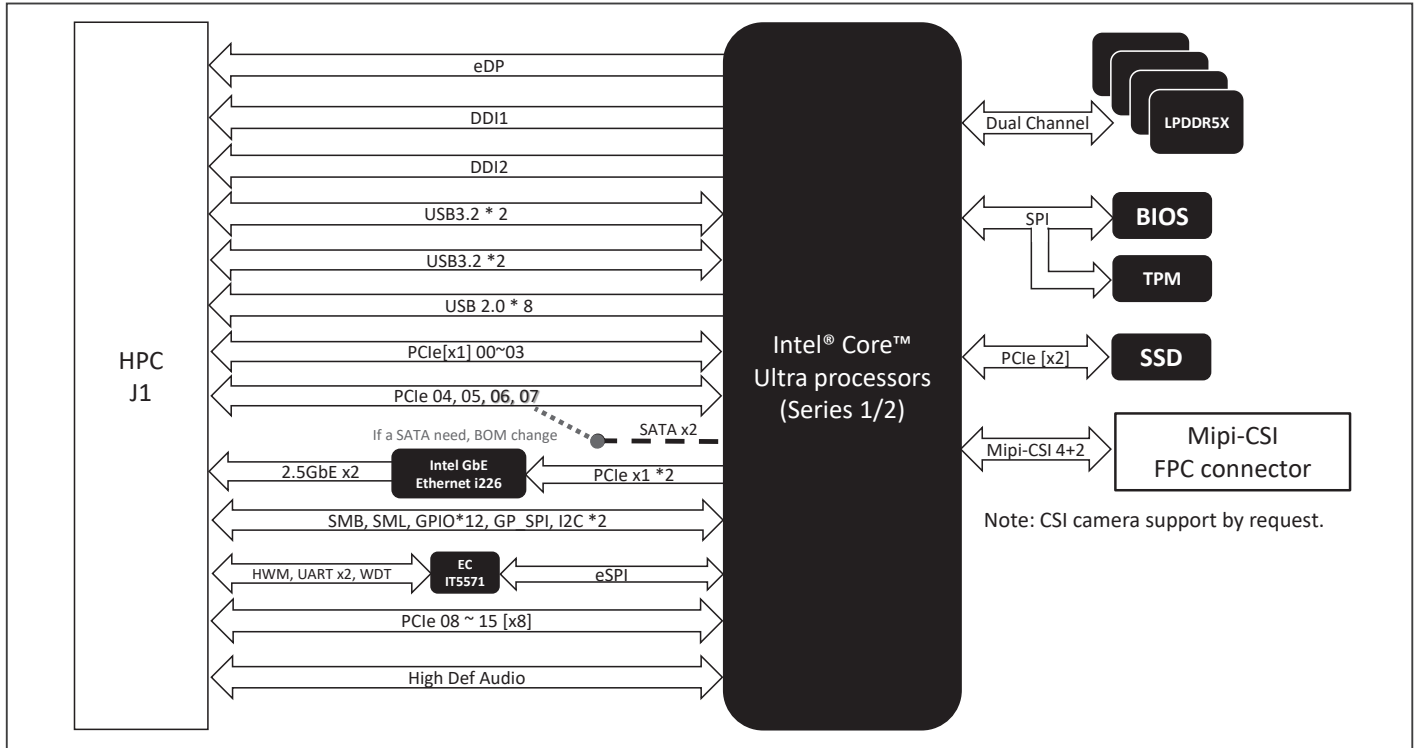 HPC
J1
eDP
DDI1
DDI2
USB3.2 * 2
USB3.2 *2
USB 2.0 * 8
PCIe[x1] 00~03
PCIe 04, 05, 06, 07
If a SATA need, BOM change
SATA x2
2.5GbE x2
Intel GbE
Ethernet i226
PCIe x1 *2
SMB, SML, GPIO*12, GP_SPI, I2C *2
HWM, UART x2, WDT
EC
IT5571
eSPI
PCIe 08 ~ 15 [x8]
High Def Audio
Intel® Core™
Ultra processors
(Series 1/2)
Dual Channel
LPDDR5X
SPI
BIOS
TPM
PCIe [x2]
SSD
Mipi-CSI 4+2
Mipi-CSI
FPC connector
Note: CSI camera support by request.